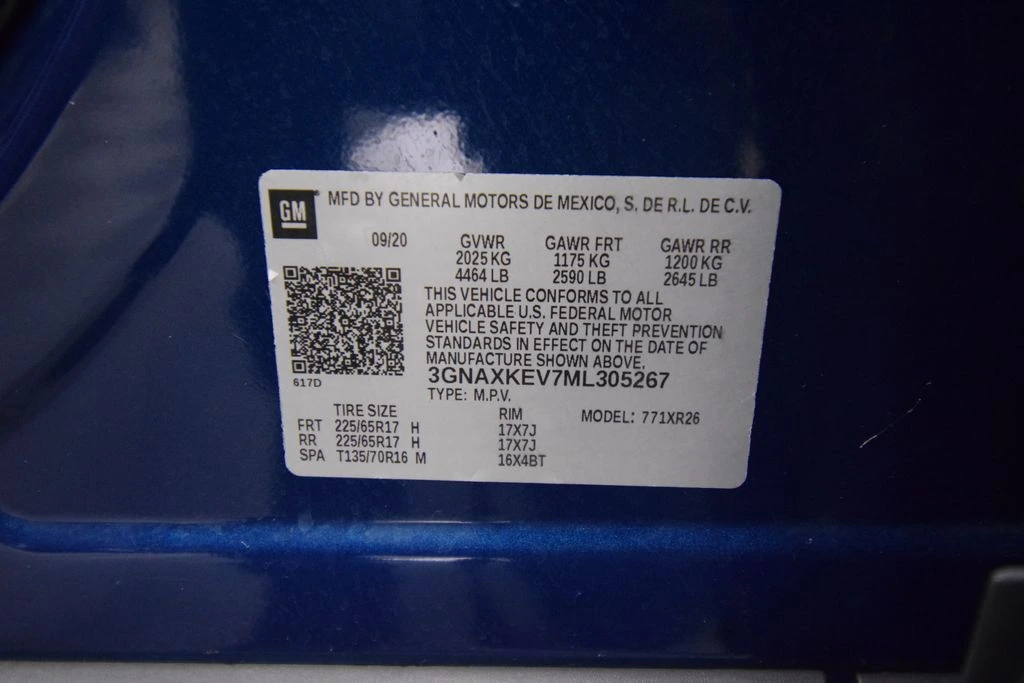 GM MFD BY GENERAL MOTORS DE MEXICO, S. DE R.L. DE C.V.
09/20 GVWR GAWR FRT GAWR RR
2025 KG 1175 KG 1200 KG
4464 LB 2590 LB 2645 LB
THIS VEHICLE CONFORMS TO ALL
APPLICABLE U.S. FEDERAL MOTOR
VEHICLE SAFETY AND THEFT PREVENTION
STANDARDS IN EFFECT ON THE DATE OF
MANUFACTURE SHOWN ABOVE.
3GNAXKEV7ML305267
617D
TYPE: M.P.V.
TIRE SIZE RIM MODEL: 771XR26
FRT 225/65R17 H 17X7J
RR 225/65R17 H 17X7J
SPA T135/70R16 M 16X4BT